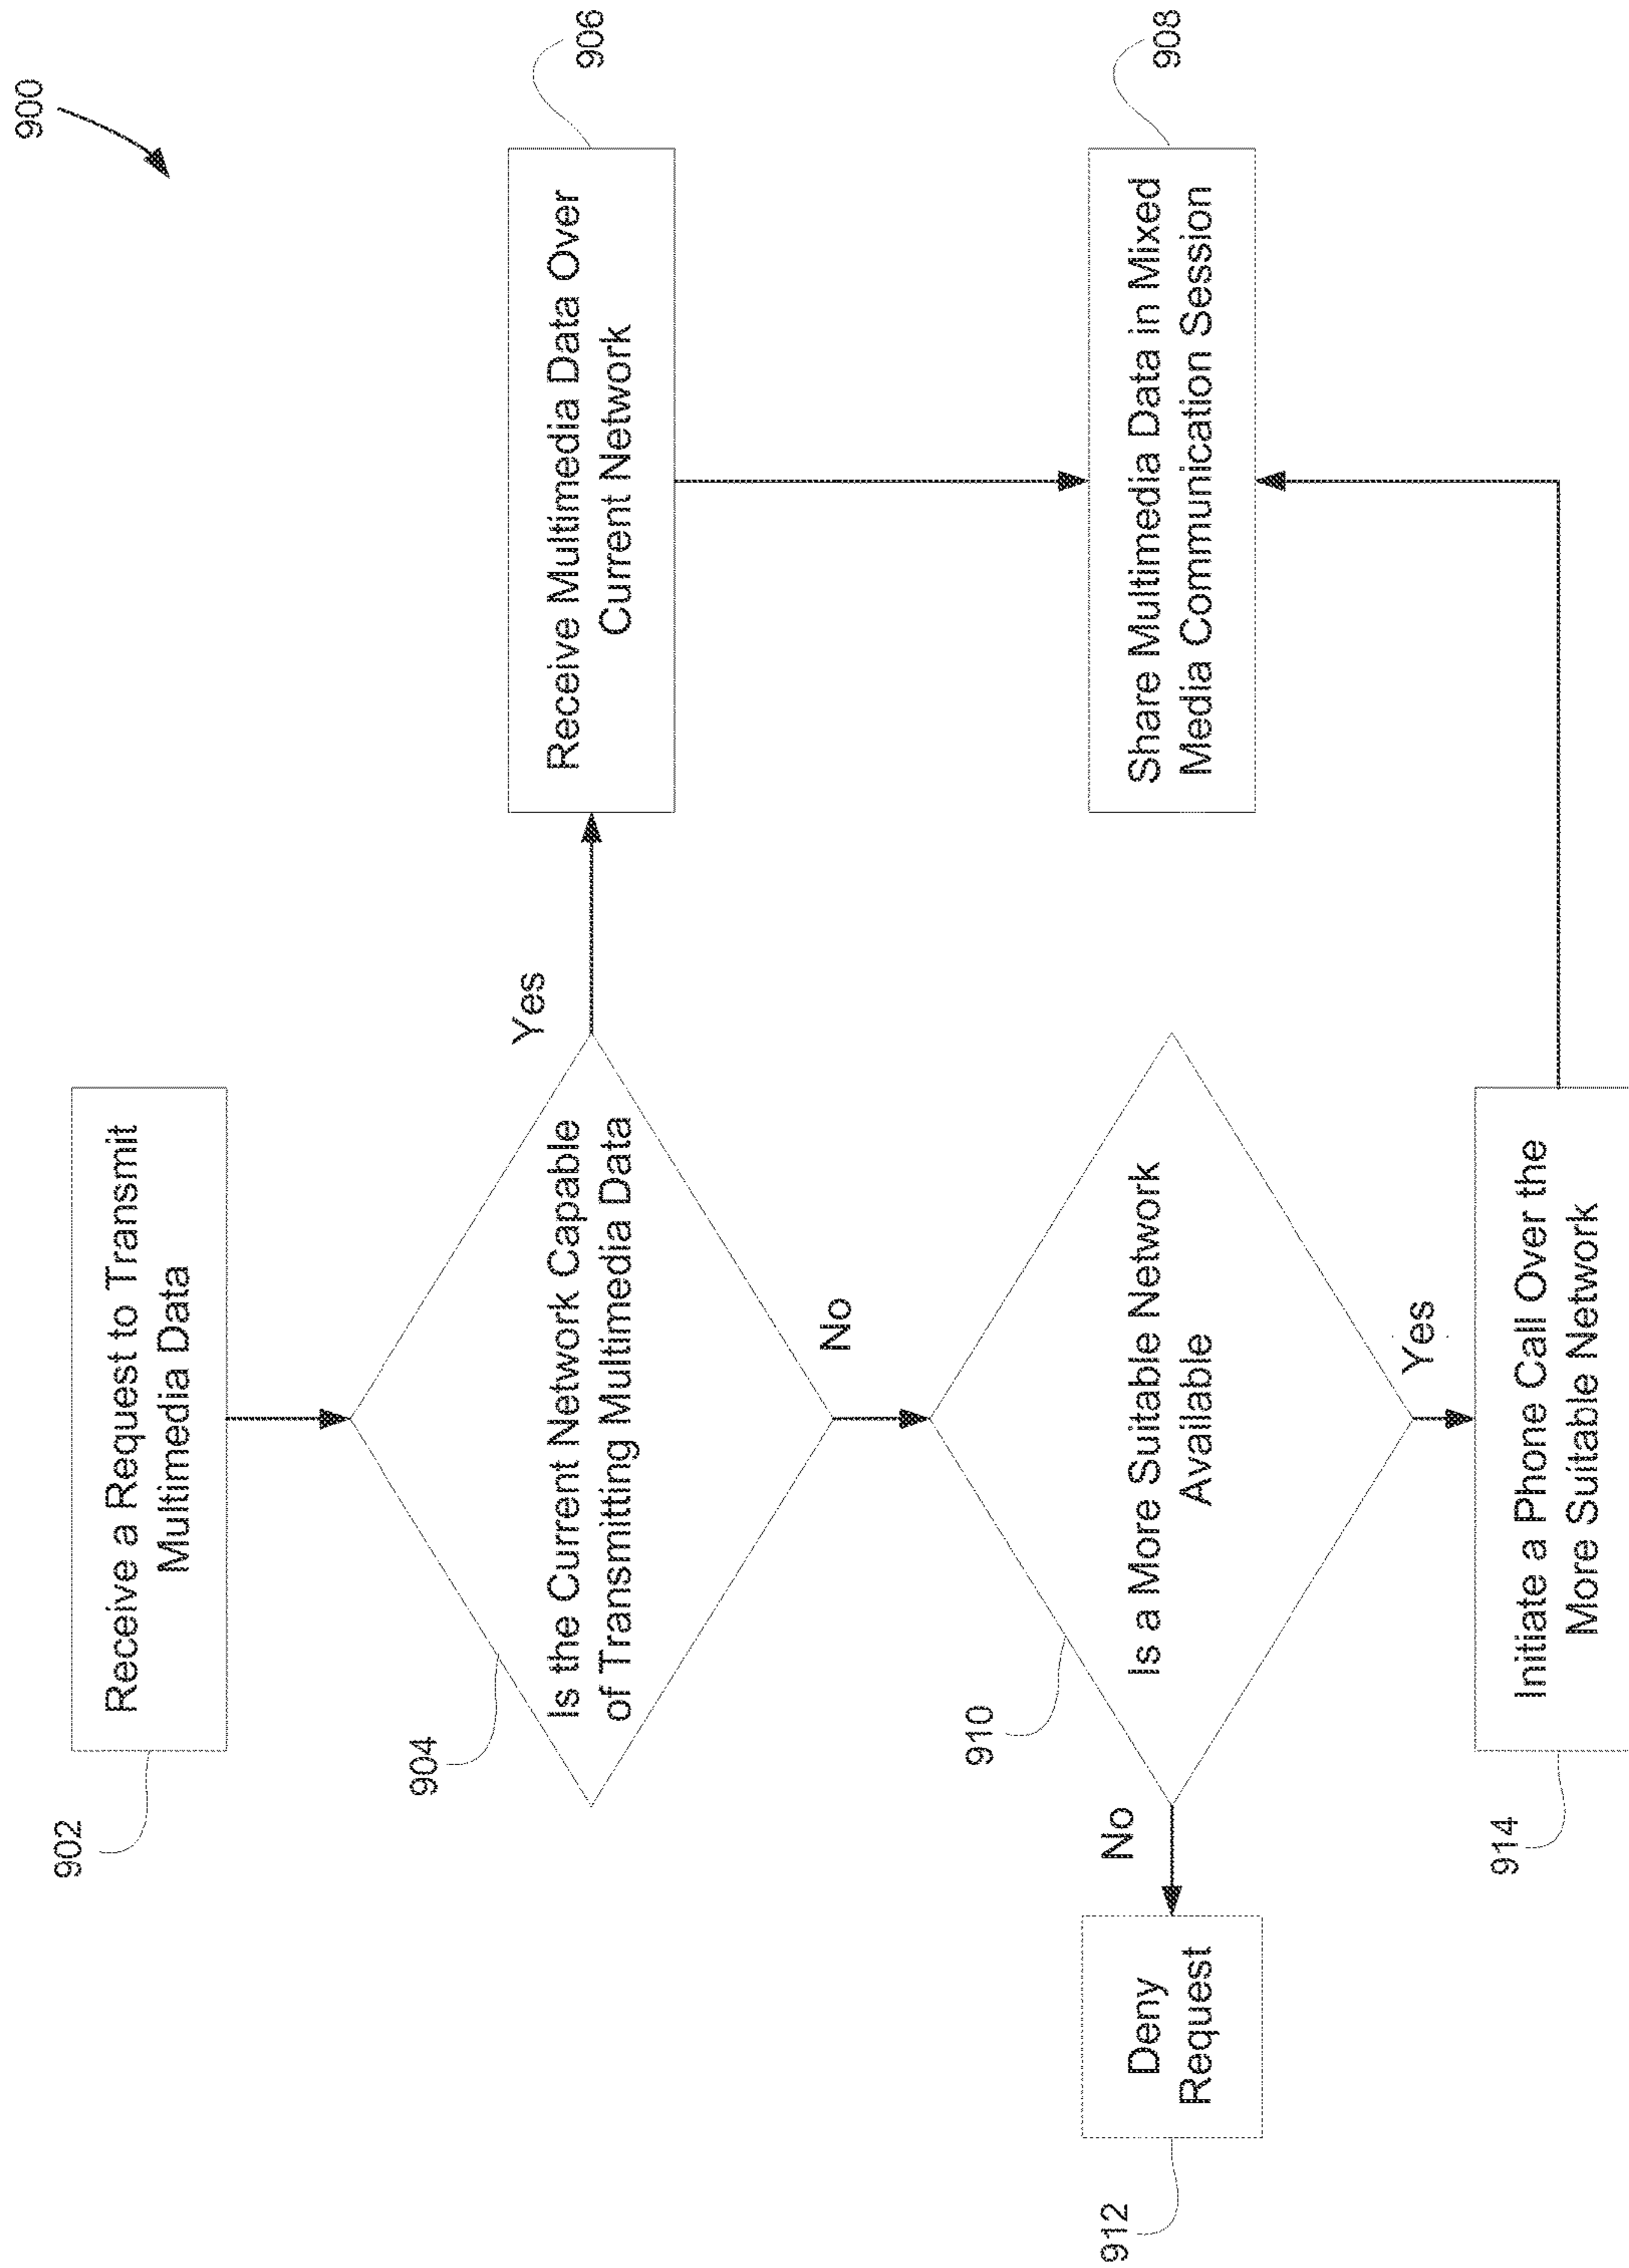 900
902
Receive a Request to Transmit
Multimedia Data
904
Is the Current Network Capable
of Transmitting Multimedia Data
Yes
Receive Multimedia Data Over
Current Network
906
No
910
Is a More Suitable Network
Available
No
Deny
Request
912
Share Multimedia Data in Mixed
Media Communication Session
908
Yes
Initiate a Phone Call Over the
More Suitable Network
914